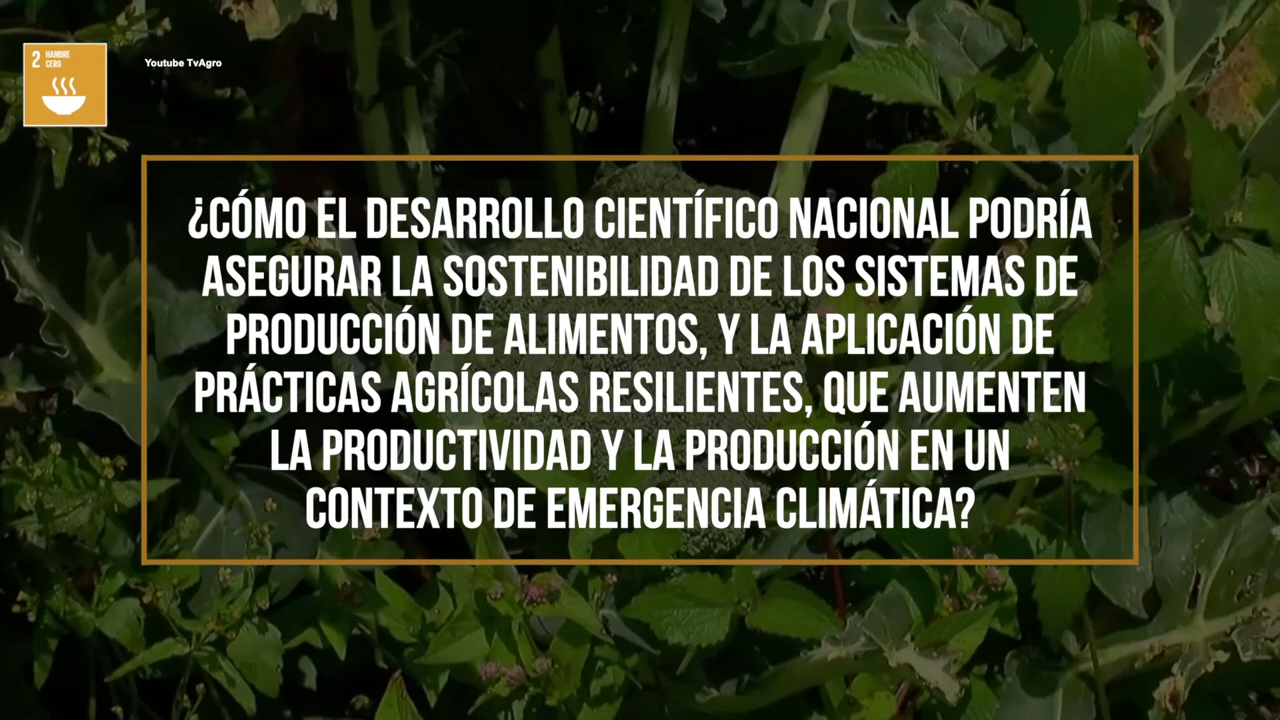 2 HAMBRE
CERO
Youtube TvAgro
¿CÓMO EL DESARROLLO CIENTÍFICO NACIONAL PODRÍA
ASEGURAR LA SOSTENIBILIDAD DE LOS SISTEMAS DE
PRODUCCIÓN DE ALIMENTOS, Y LA APLICACIÓN DE
PRÁCTICAS AGRÍCOLAS RESILIENTES, QUE AUMENTEN
LA PRODUCTIVIDAD Y LA PRODUCCIÓN EN UN
CONTEXTO DE EMERGENCIA CLIMÁTICA?